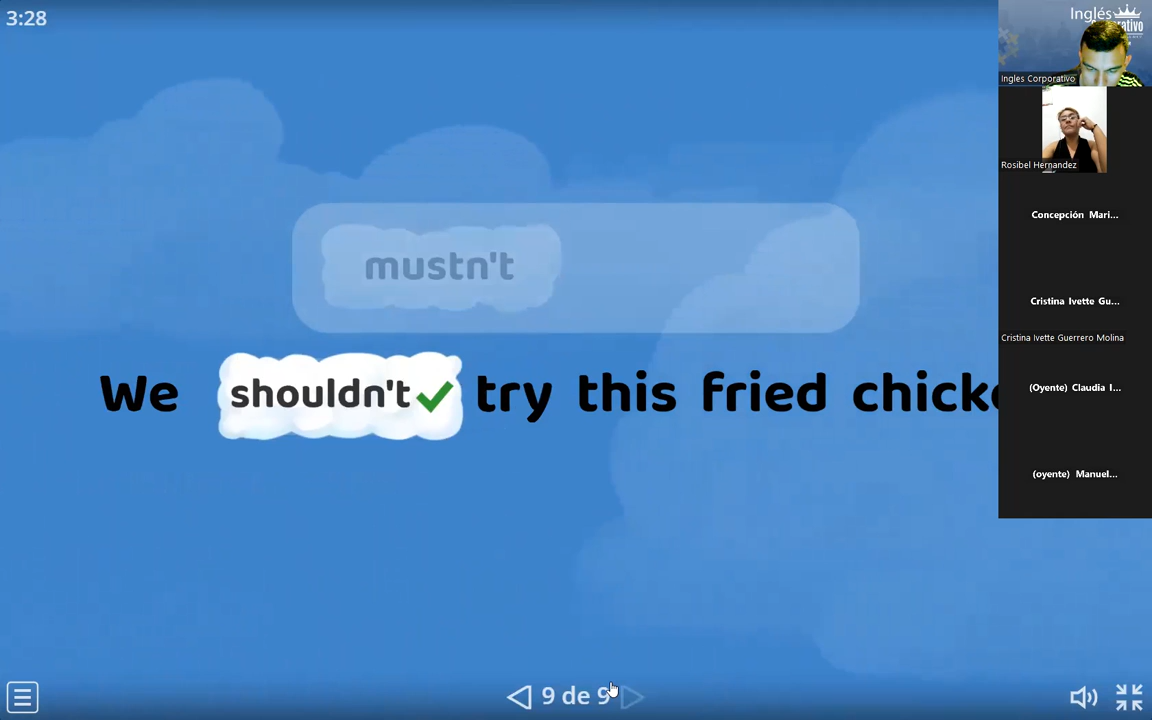 3:28
mustn't
We shouldn't try this fried chick
9 de 9
Inglés
Ingles Corporativo
Rosibel Hernandez
Concepción Mari...
Cristina Ivette Gu...
Cristina Ivette Guerrero Molina
(Oyente) Claudia I...
(oyente) Manuel...